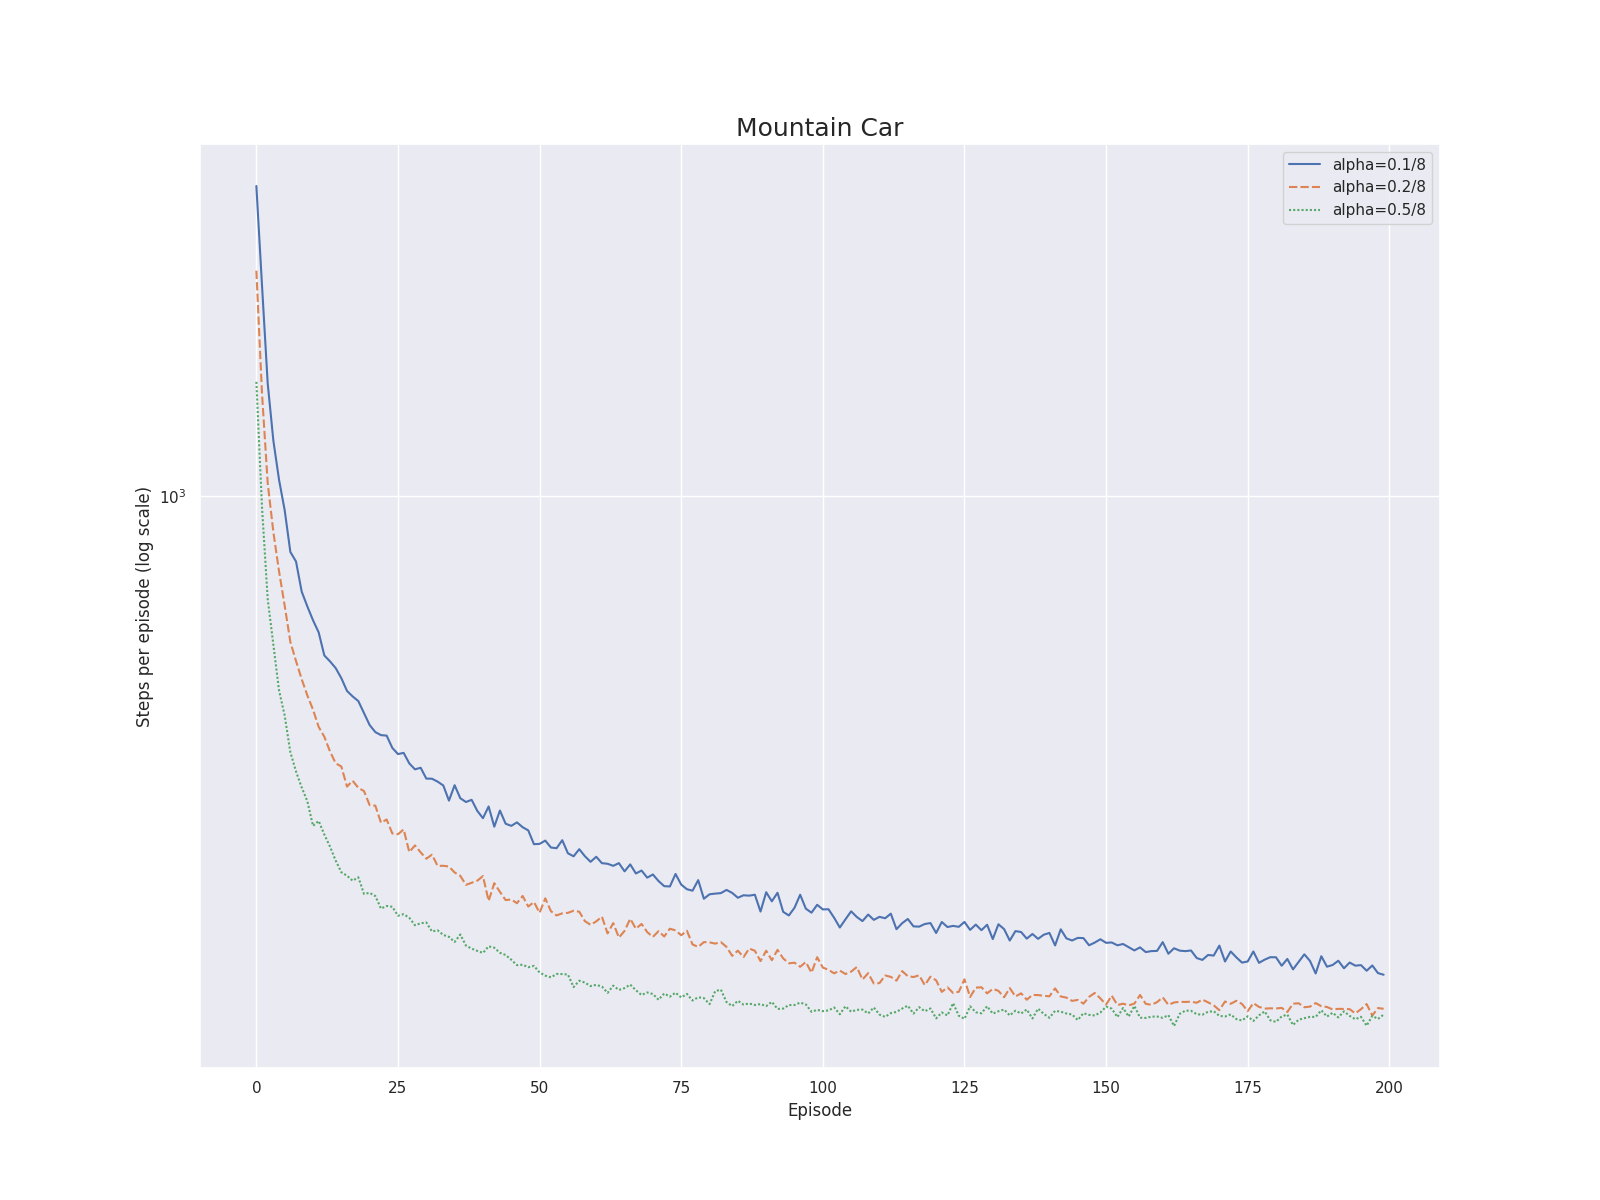 Mountain Car
alpha=0.1/8
alpha=0.2/8
alpha=0.5/8
10³
Steps per episode (log scale)
0 25 50 75 100 125 150 175 200
Episode